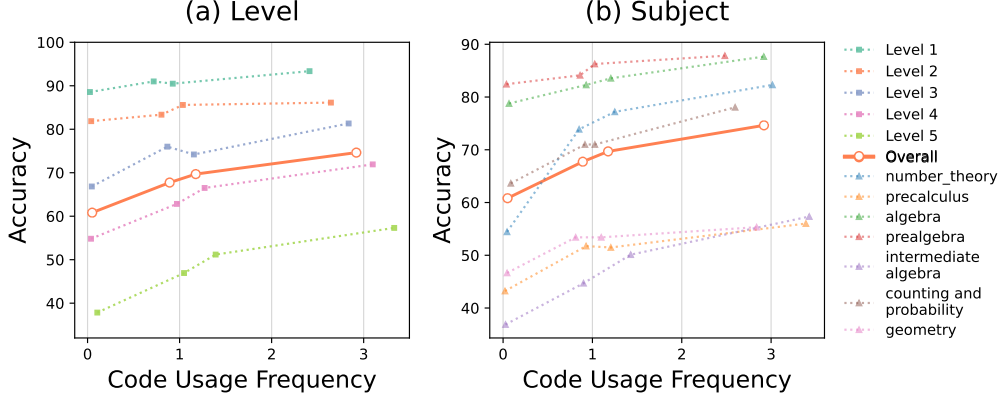 (a) Level
100
90
80
70
60
50
40
0
1
2
3
Accuracy
Code Usage Frequency
(b) Subject
90
80
70
60
50
40
0
1
2
3
Accuracy
Code Usage Frequency
Level 1
Level 2
Level 3
Level 4
Level 5
Overall
number_theory
precalculus
algebra
prealgebra
intermediate
algebra
counting and
probability
geometry